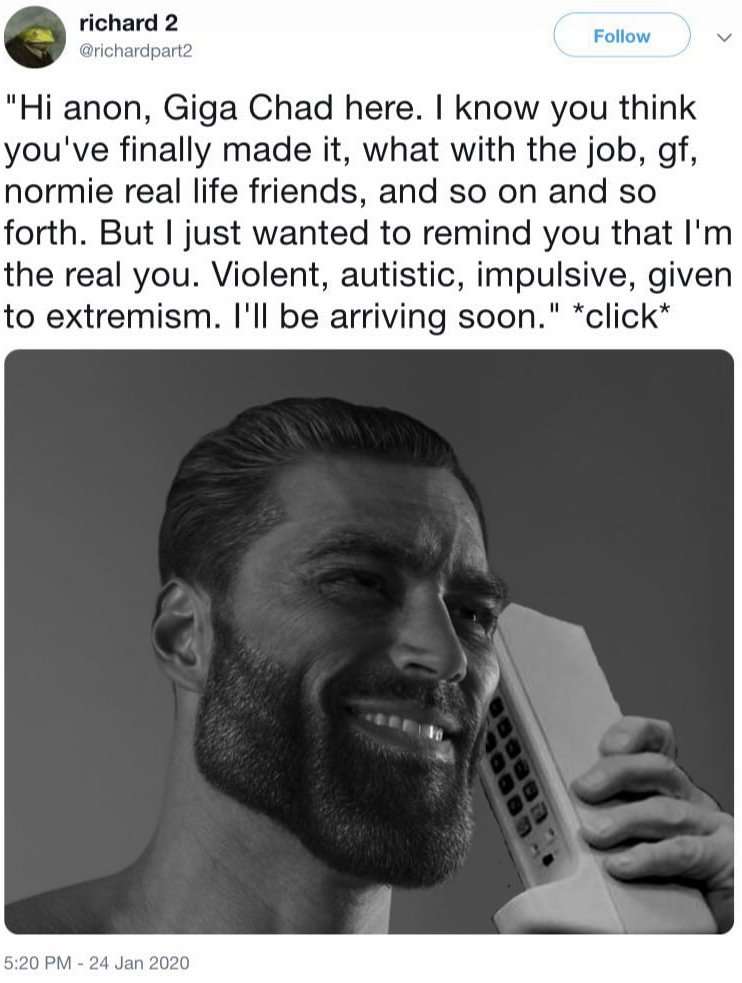 richard 2
@richardpart2
Follow
"Hi anon, Giga Chad here. I know you think
you've finally made it, what with the job, gf,
normie real life friends, and so on and so
forth. But I just wanted to remind you that I'm
the real you. Violent, autistic, impulsive, given
to extremism. I'll be arriving soon." *click*
5:20 PM - 24 Jan 2020